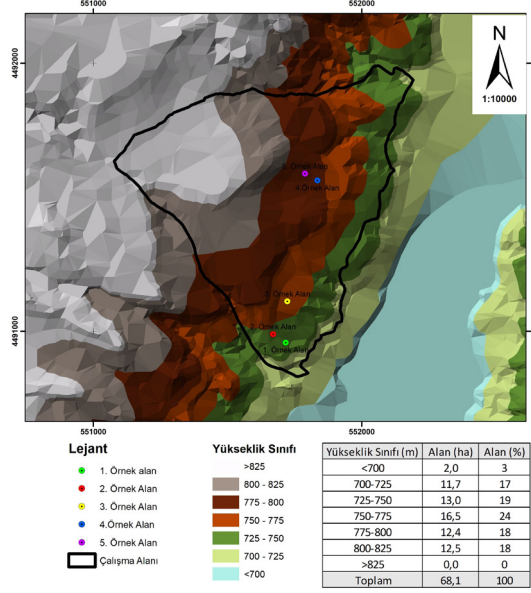 551000
552000
4492000
4492000
N
1:10000
5. Örnek Alan
4.Örnek Alan
3. Örnek Alan
2. Örnek Alan
1. Örnek Alan
4491000
4491000
551000
552000
Lejant
1. Örnek alan
2. Örnek Alan
3. Örnek Alan
4.Örnek Alan
5. Örnek Alan
Çalışma Alanı
Yükseklik Sınıfı
>825
800 - 825
775 - 800
750 - 775
725 - 750
700 - 725
<700
Yükseklik Sınıfı (m) Alan (ha) Alan (%)
<700 2,0 3
700-725 11,7 17
725-750 13,0 19
750-775 16,5 24
775-800 12,4 18
800-825 12,5 18
>825 0,0 0
Toplam 68,1 100